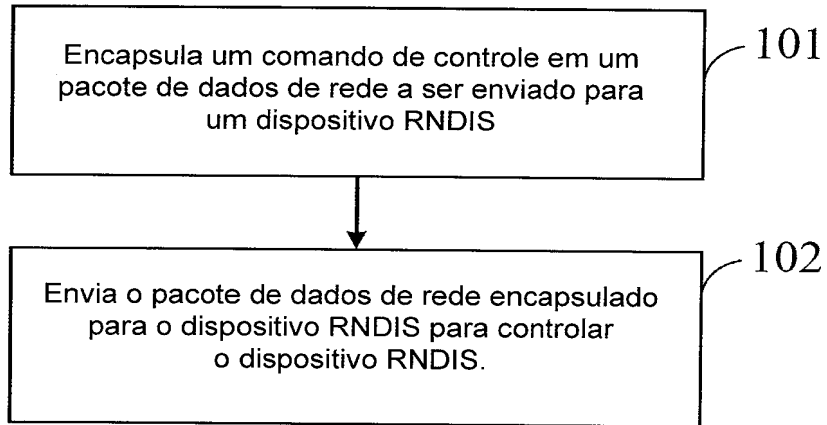 Encapsula um comando de controle em um
pacote de dados de rede a ser enviado para
um dispositivo RNDIS
101
Envia o pacote de dados de rede encapsulado
para o dispositivo RNDIS para controlar
o dispositivo RNDIS.
102